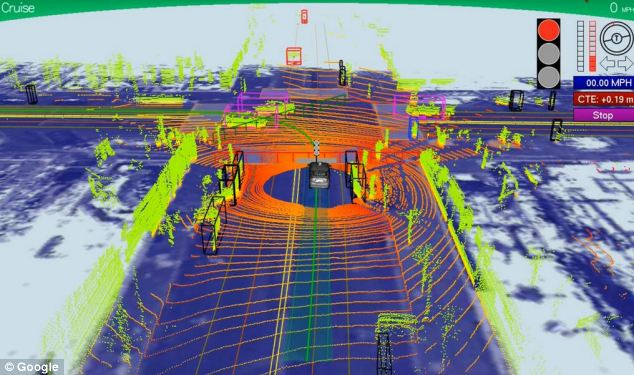 Cruise
0 MPH
T
00.00 MPH
CTE: +0.19 m
Stop
© Google